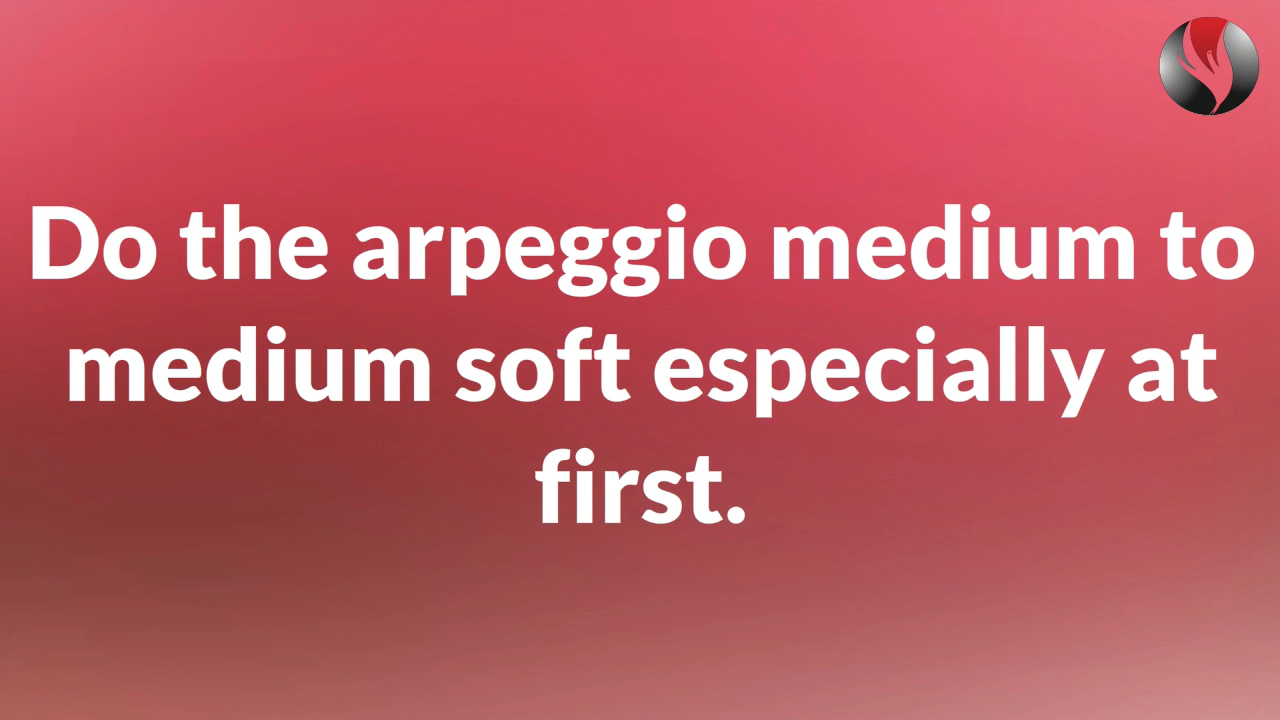 Do the arpeggio medium to
medium soft especially at
first.